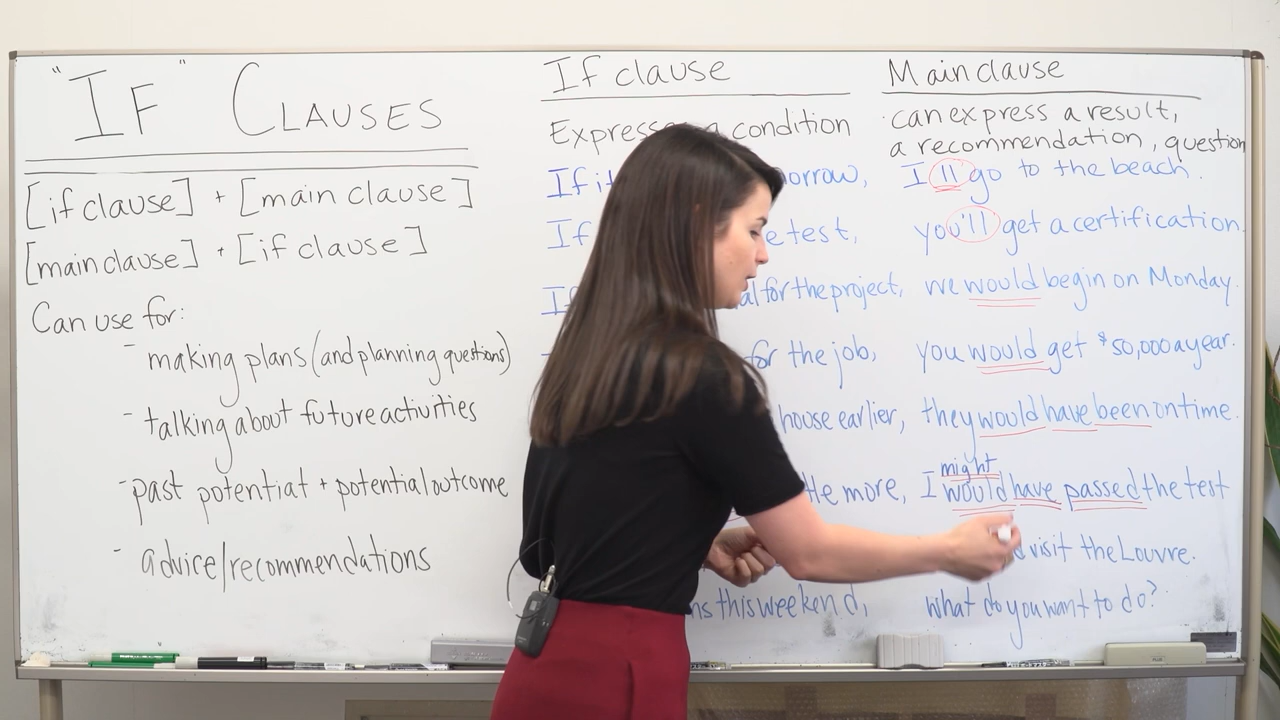 "IF" CLAUSES
[if clause] + [main clause]
[main clause] + [if clause]
Can use for:
- making plans (and planning questions)
- talking about future activities
- past potential + potential outcome
- advice/recommendations
If clause
Expresses a condition
If it orrow,
If e test,
al for the project,
for the job,
house earlier,
more,
this weekend,
Main clause
can express a result,
a recommendation, question
I'll go to the beach.
you'll get a certification.
we would begin on Monday.
you would get $50,000 a year.
they would have been on time.
might
I would have passed the test
visit the Louvre.
what do you want to do?